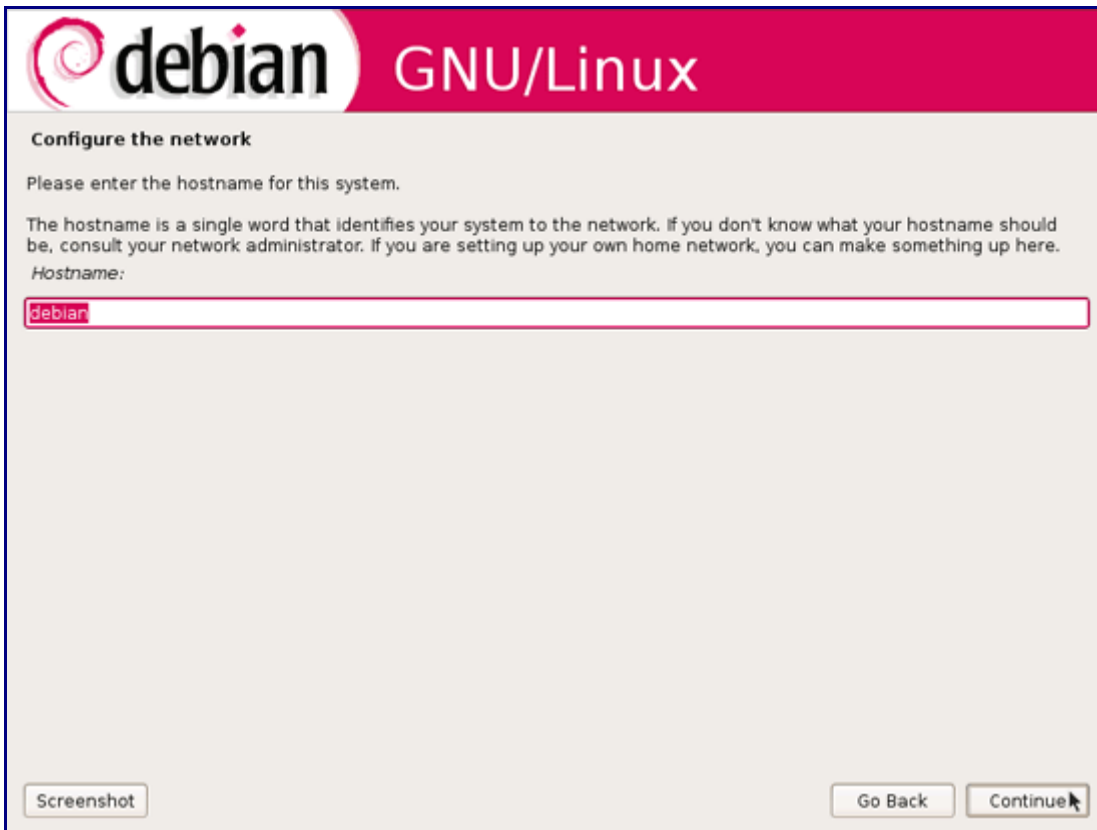 debian GNU/Linux
Configure the network
Please enter the hostname for this system.
The hostname is a single word that identifies your system to the network. If you don't know what your hostname should
be, consult your network administrator. If you are setting up your own home network, you can make something up here.
Hostname:
debian
Screenshot Go Back Continue